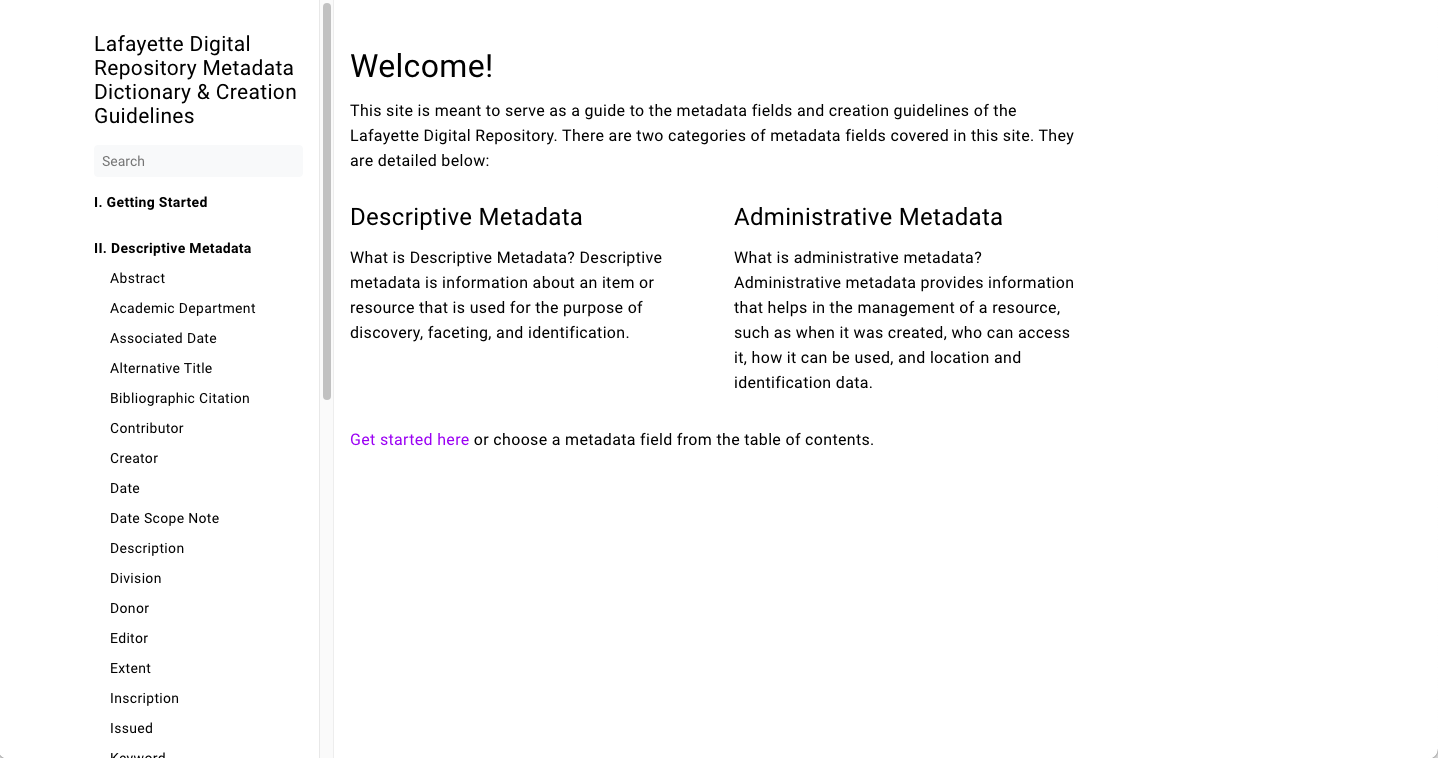 Lafayette Digital
Repository Metadata
Dictionary & Creation
Guidelines
Search
I. Getting Started
II. Descriptive Metadata
Abstract
Academic Department
Associated Date
Alternative Title
Bibliographic Citation
Contributor
Creator
Date
Date Scope Note
Description
Division
Donor
Editor
Extent
Inscription
Issued
Keyword
Welcome!
This site is meant to serve as a guide to the metadata fields and creation guidelines of the
Lafayette Digital Repository. There are two categories of metadata fields covered in this site. They
are detailed below:
Descriptive Metadata
What is Descriptive Metadata? Descriptive
metadata is information about an item or
resource that is used for the purpose of
discovery, faceting, and identification.
Administrative Metadata
What is administrative metadata?
Administrative metadata provides information
that helps in the management of a resource,
such as when it was created, who can access
it, how it can be used, and location and
identification data.
Get started here or choose a metadata field from the table of contents.